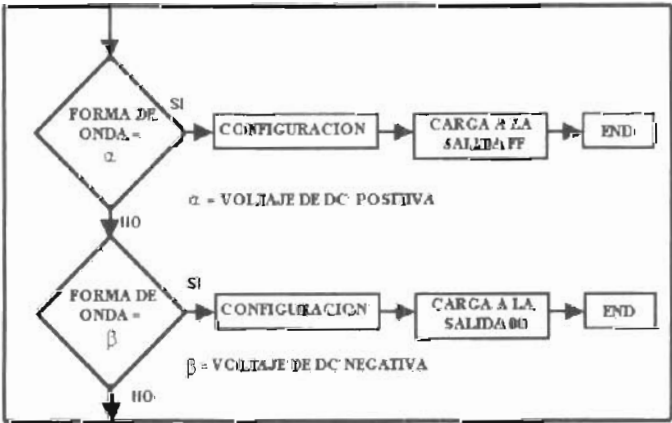 FORMA DE
ONDA =
α
SI
CONFIGURACION
CARGA A LA
SALIDA FF
END
α = VOLTAJE DE DC POSITIVA
NO
FORMA DE
ONDA =
β
SI
CONFIGURACION
CARGA A LA
SALIDA 00
END
β = VOLTAJE DE DC NEGATIVA
NO